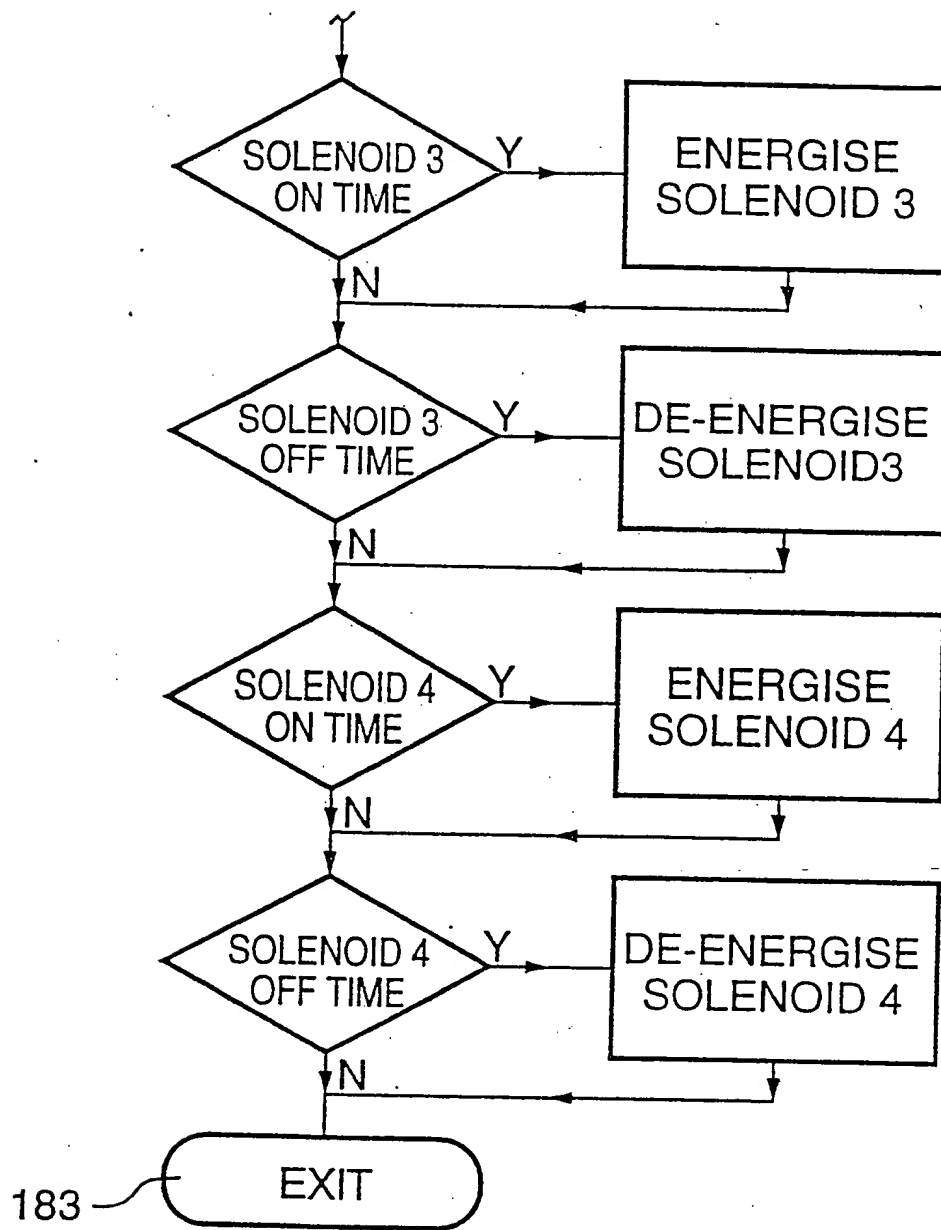 SOLENOID 3
ON TIME
Y
ENERGISE
SOLENOID 3
N
SOLENOID 3
OFF TIME
Y
DE-ENERGISE
SOLENOID3
N
SOLENOID 4
ON TIME
Y
ENERGISE
SOLENOID 4
N
SOLENOID 4
OFF TIME
Y
DE-ENERGISE
SOLENOID 4
N
EXIT
183